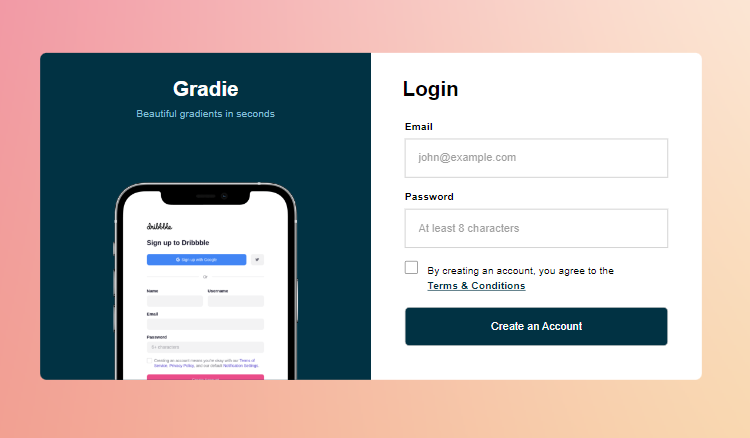 Gradie
Beautiful gradients in seconds
dribbble
Sign up to Dribbble
Sign up with Google
Or
Name
Username
Email
Password
6+ characters
Creating an account means you're okay with our Terms of
Service, Privacy Policy, and our default Notification Settings.
Login
Email
john@example.com
Password
At least 8 characters
By creating an account, you agree to the
Terms & Conditions
Create an Account